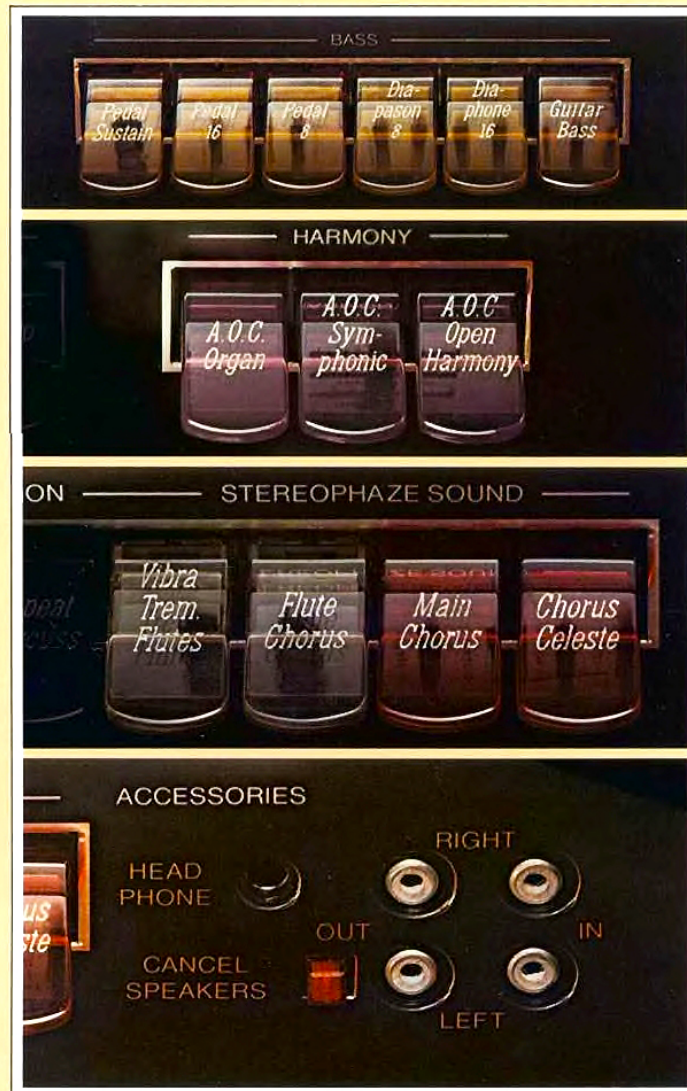 BASS
Pedal
Sustain
Pedal
16
Pedal
8
Dia-
pason
8
Dia-
phone
16
Guitar
Bass
HARMONY
A.O.C.
Organ
A.O.C.
Sym-
phonic
A.O.C
Open
Harmony
ON
STEREOPHAZE SOUND
Vibra
Trem.
Flutes
Flute
Chorus
Main
Chorus
Chorus
Celeste
ACCESSORIES
HEAD
PHONE
RIGHT
OUT
IN
CANCEL
SPEAKERS
LEFT